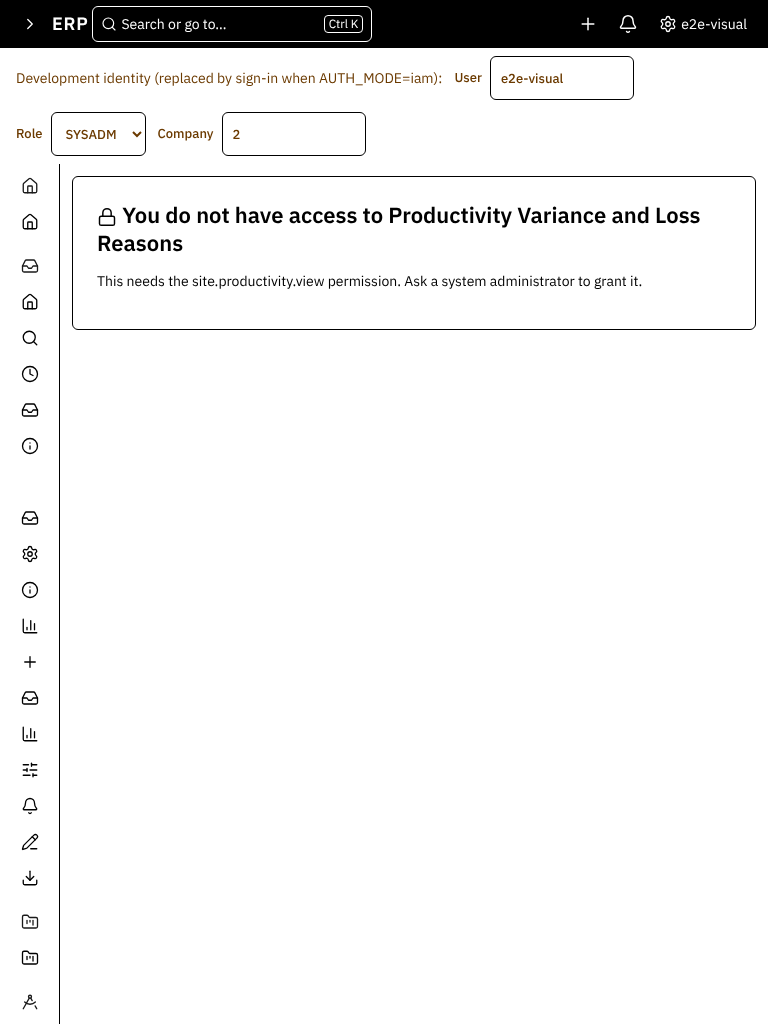 ERP
Search or go to...
Ctrl K
e2e-visual
Development identity (replaced by sign-in when AUTH_MODE=iam):
User
e2e-visual
Role
SYSADM
Company
2
You do not have access to Productivity Variance and Loss
Reasons
This needs the site.productivity.view permission. Ask a system administrator to grant it.